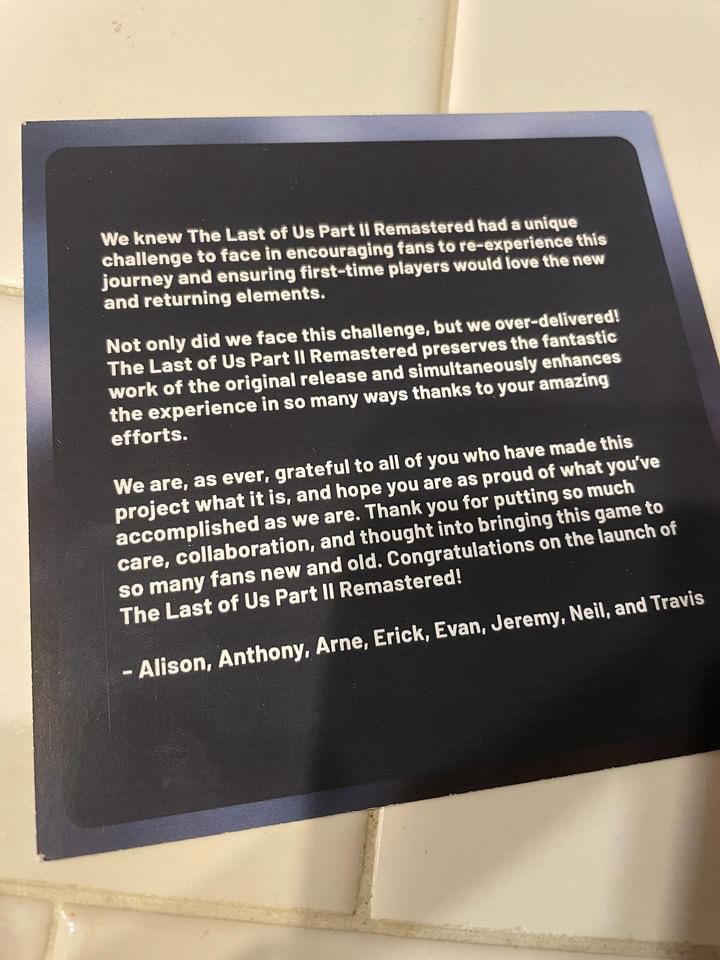 We knew The Last of Us Part II Remastered had a unique
challenge to face in encouraging fans to re-experience this
journey and ensuring first-time players would love the new
and returning elements.
Not only did we face this challenge, but we over-delivered!
The Last of Us Part II Remastered preserves the fantastic
work of the original release and simultaneously enhances
the experience in so many ways thanks to your amazing
efforts.
We are, as ever, grateful to all of you who have made this
project what it is, and hope you are as proud of what you've
accomplished as we are. Thank you for putting so much
care, collaboration, and thought into bringing this game to
so many fans new and old. Congratulations on the launch of
The Last of Us Part II Remastered!
– Alison, Anthony, Arne, Erick, Evan, Jeremy, Neil, and Travis